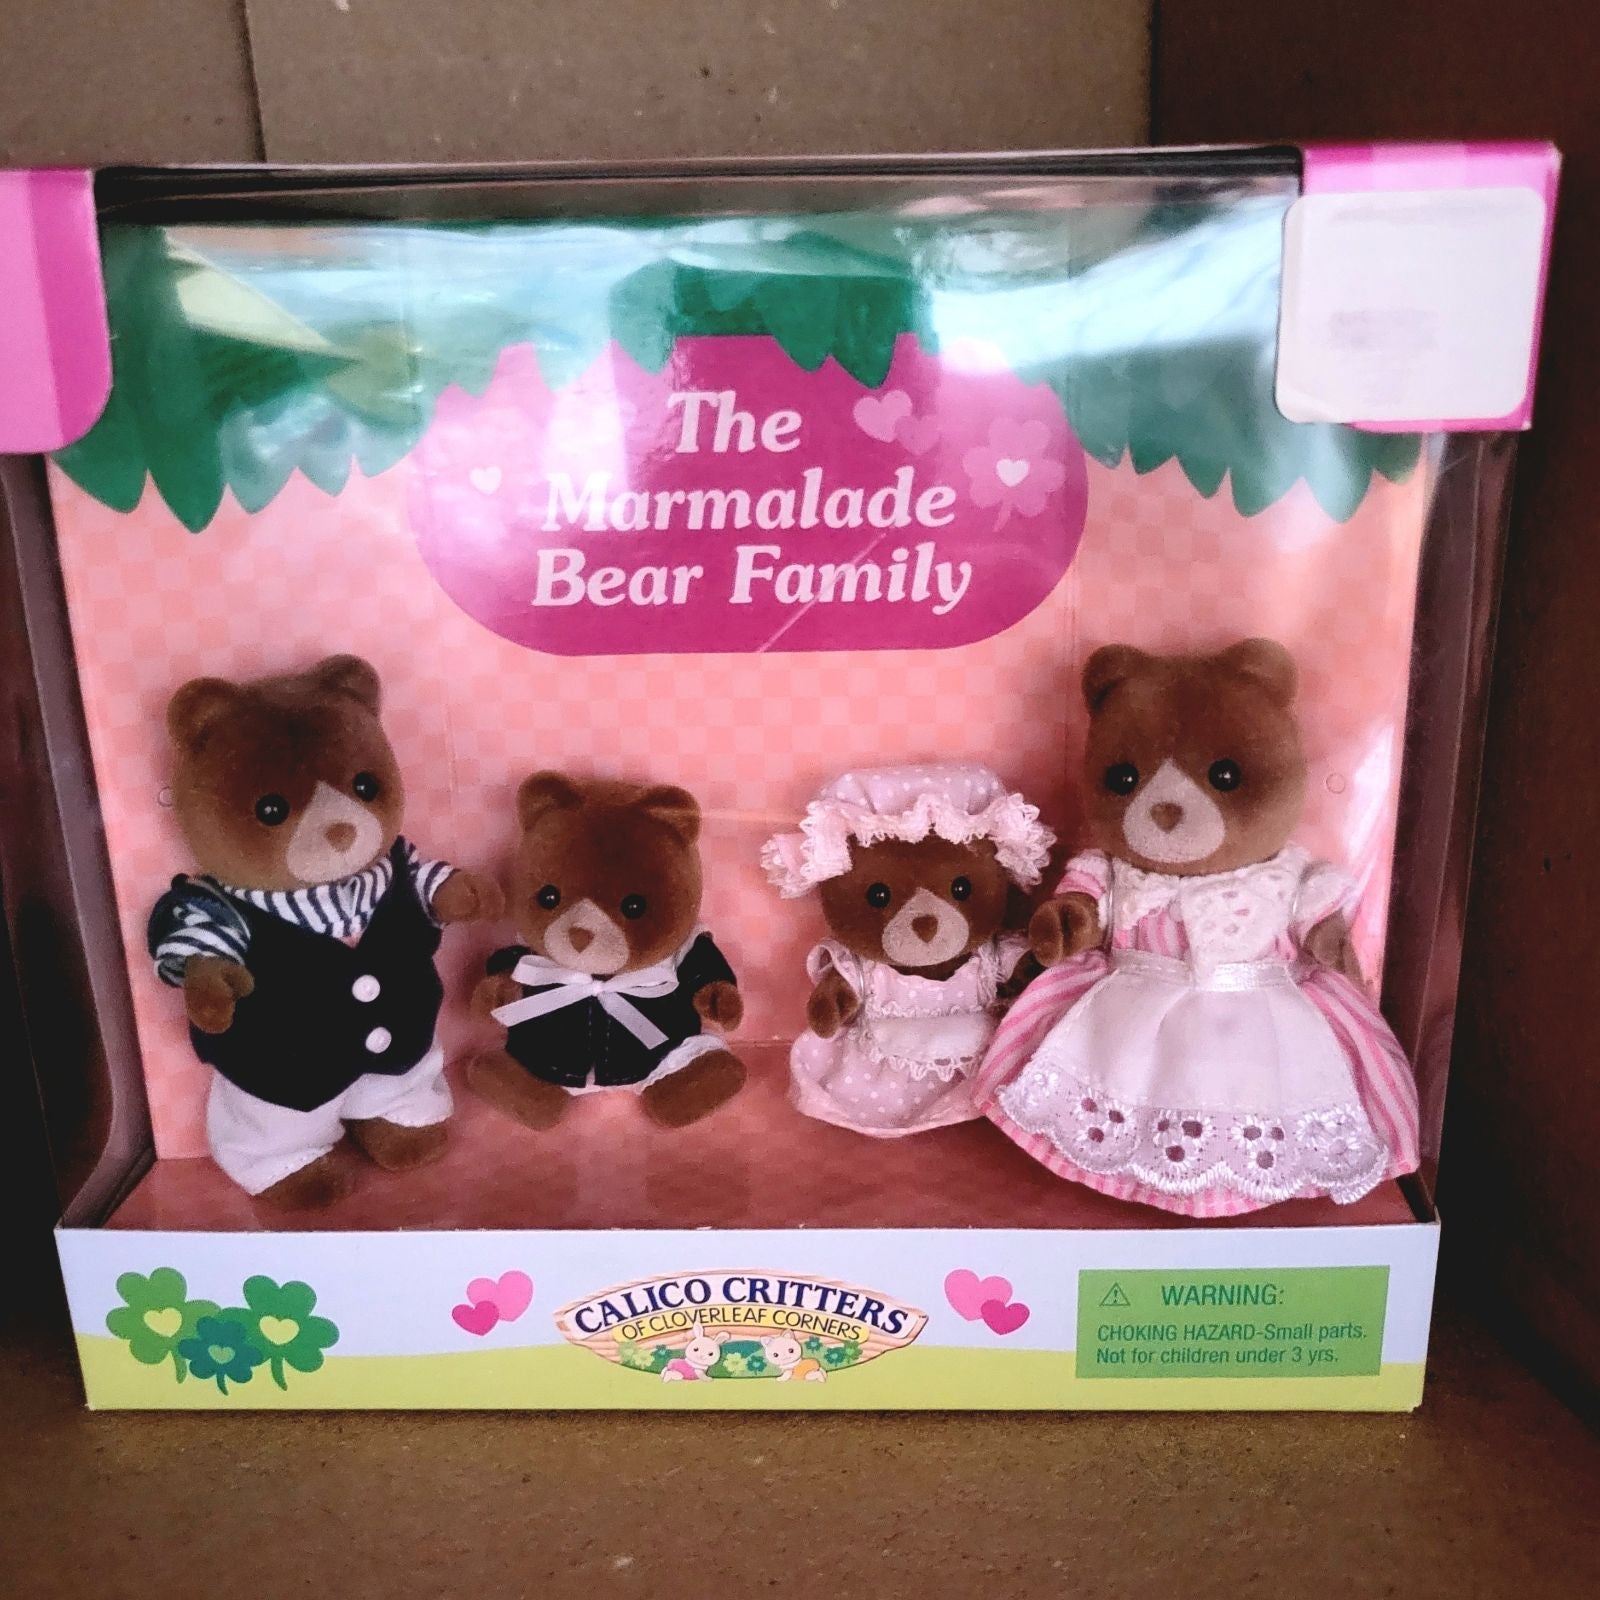 The
Marmalade
Bear Family
CALICO CRITTERS
OF CLOVERLEAF CORNERS
WARNING:
CHOKING HAZARD-Small parts.
Not for children under 3 yrs.